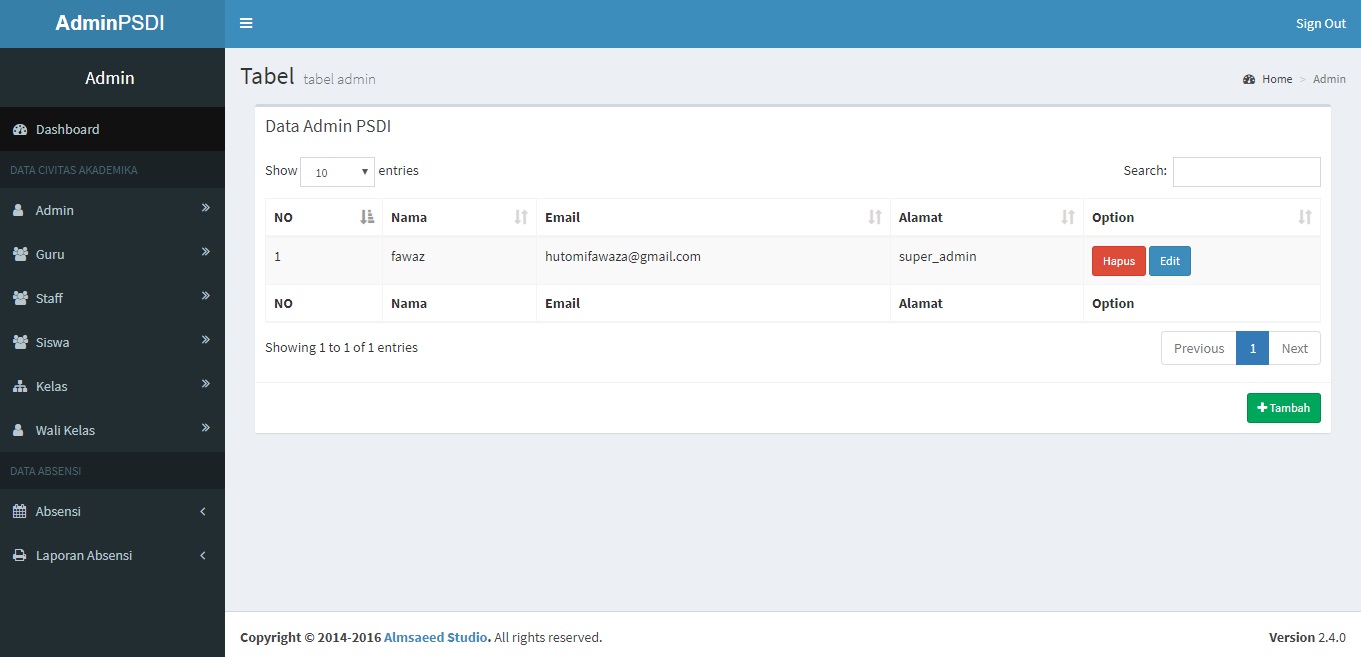 AdminPSDI
Sign Out
Admin
Dashboard
DATA CIVITAS AKADEMIKA
Admin
Guru
Staff
Siswa
Kelas
Wali Kelas
DATA ABSENSI
Absensi
Laporan Absensi
Tabel tabel admin
Home > Admin
Data Admin PSDI
Show 10 entries
Search:
NO Nama Email Alamat Option
1 fawaz hutomifawaza@gmail.com super_admin Hapus Edit
NO Nama Email Alamat Option
Showing 1 to 1 of 1 entries
Previous 1 Next
Tambah
Copyright © 2014-2016 Almsaeed Studio. All rights reserved.
Version 2.4.0